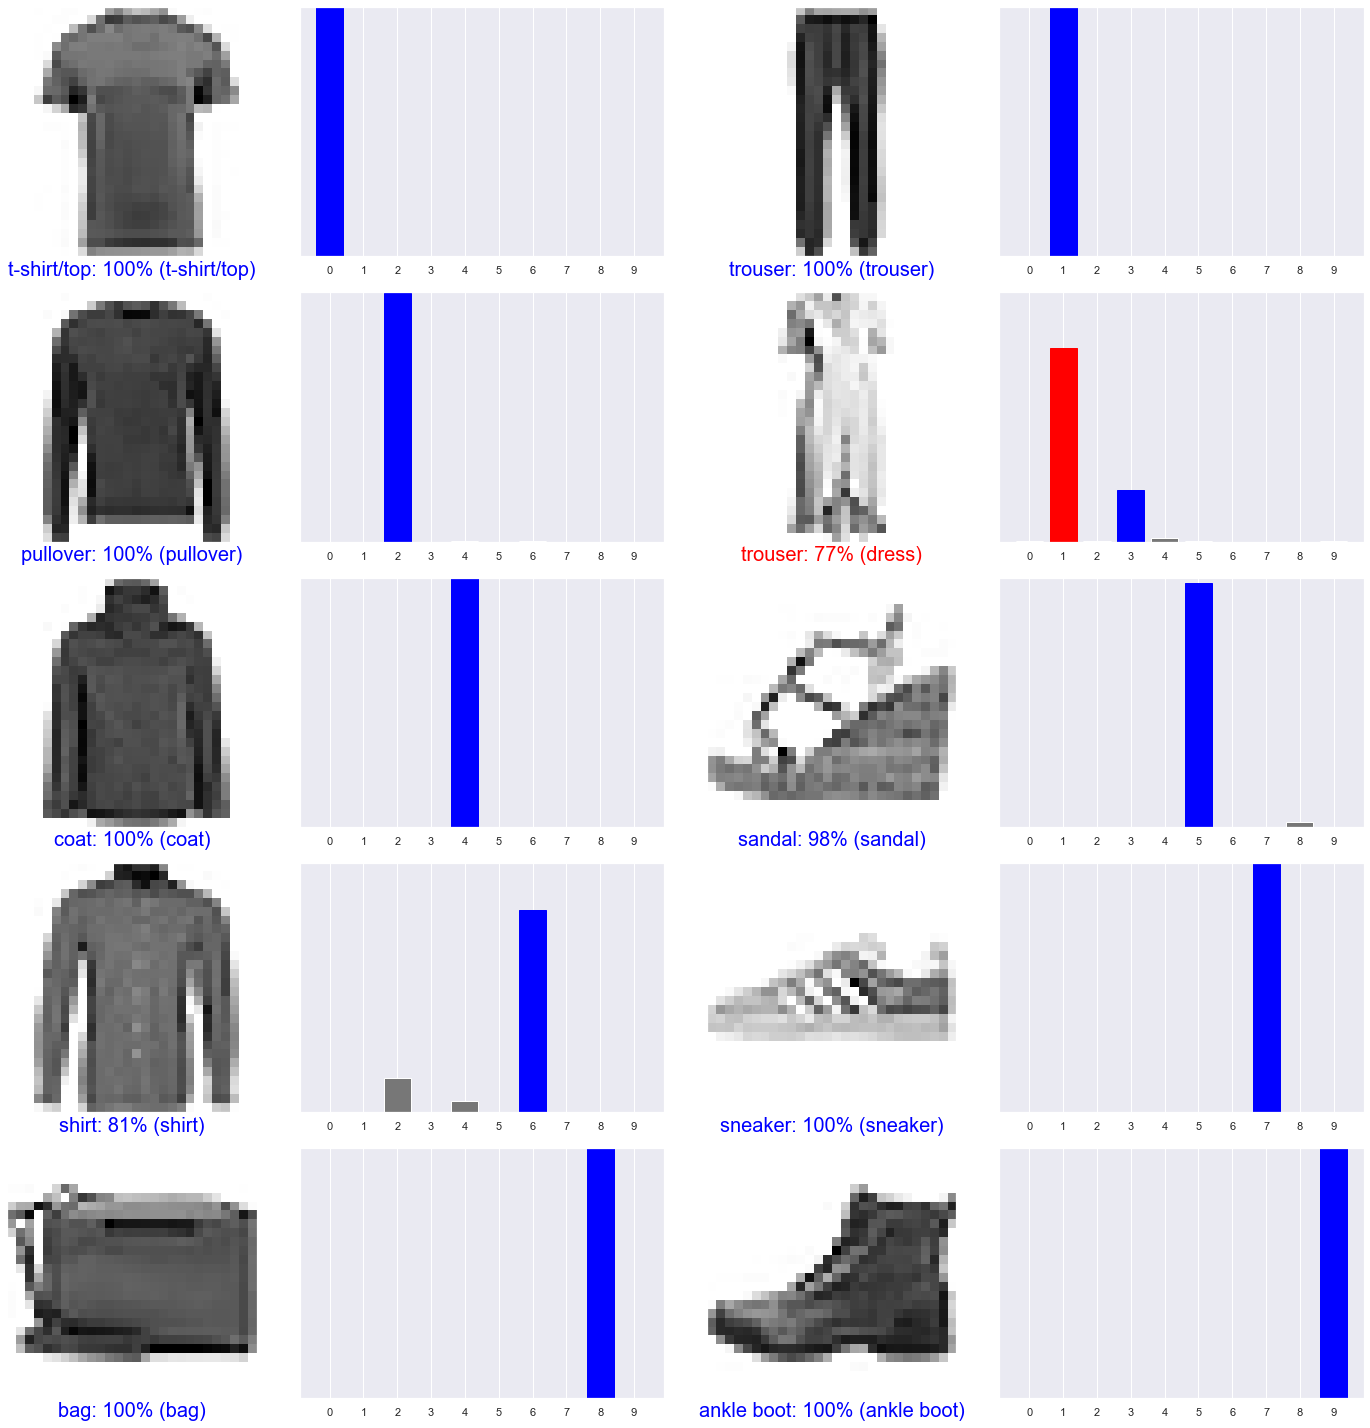 0 1 2 3 4 5 6 7 8 9
0 1 2 3 4 5 6 7 8 9
t-shirt/top: 100% (t-shirt/top)
trouser: 100% (trouser)
0 1 2 3 4 5 6 7 8 9
0 1 2 3 4 5 6 7 8 9
pullover: 100% (pullover)
trouser: 77% (dress)
0 1 2 3 4 5 6 7 8 9
0 1 2 3 4 5 6 7 8 9
coat: 100% (coat)
sandal: 98% (sandal)
0 1 2 3 4 5 6 7 8 9
0 1 2 3 4 5 6 7 8 9
shirt: 81% (shirt)
sneaker: 100% (sneaker)
0 1 2 3 4 5 6 7 8 9
0 1 2 3 4 5 6 7 8 9
bag: 100% (bag)
ankle boot: 100% (ankle boot)